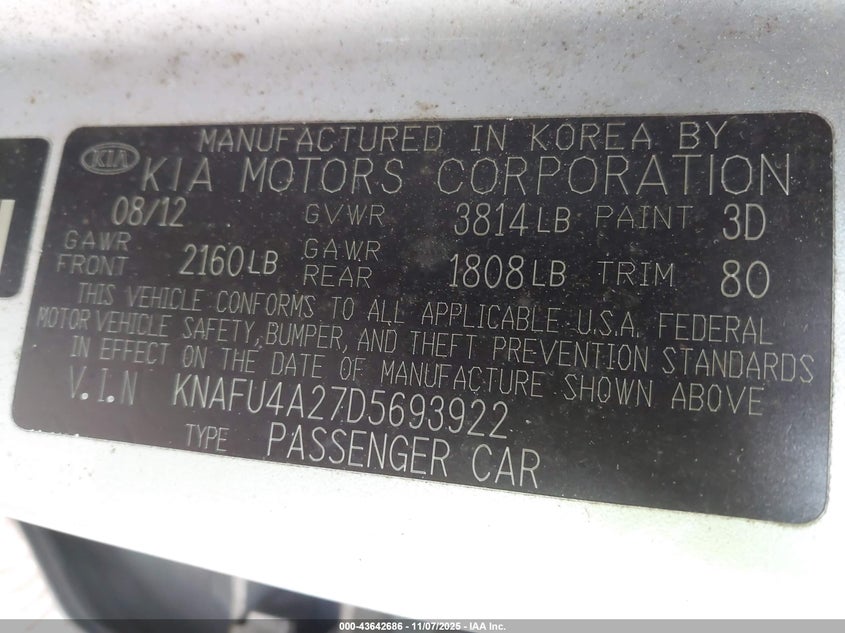 MANUFACTURED IN KOREA BY
KIA KIA MOTORS CORPORATION
08/12 GVWR 3814 LB PAINT 3D
GAWR FRONT 2160 LB GAWR REAR 1808 LB TRIM 80
THIS VEHICLE CONFORMS TO ALL APPLICABLE U.S.A. FEDERAL
MOTOR VEHICLE SAFETY, BUMPER, AND THEFT PREVENTION STANDARDS
IN EFFECT ON THE DATE OF MANUFACTURE SHOWN ABOVE
V.I.N KNAFU4A27D5693922
TYPE PASSENGER CAR
000-43642686 - 11/07/2025 - IAA Inc.